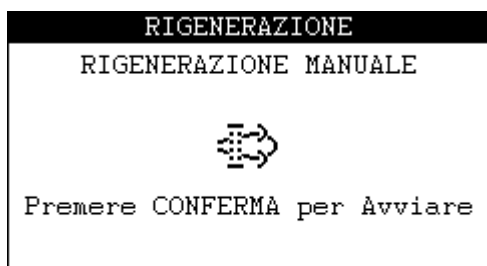 RIGENERAZIONE
RIGENERAZIONE MANUALE
Premere CONFERMA per Avviare